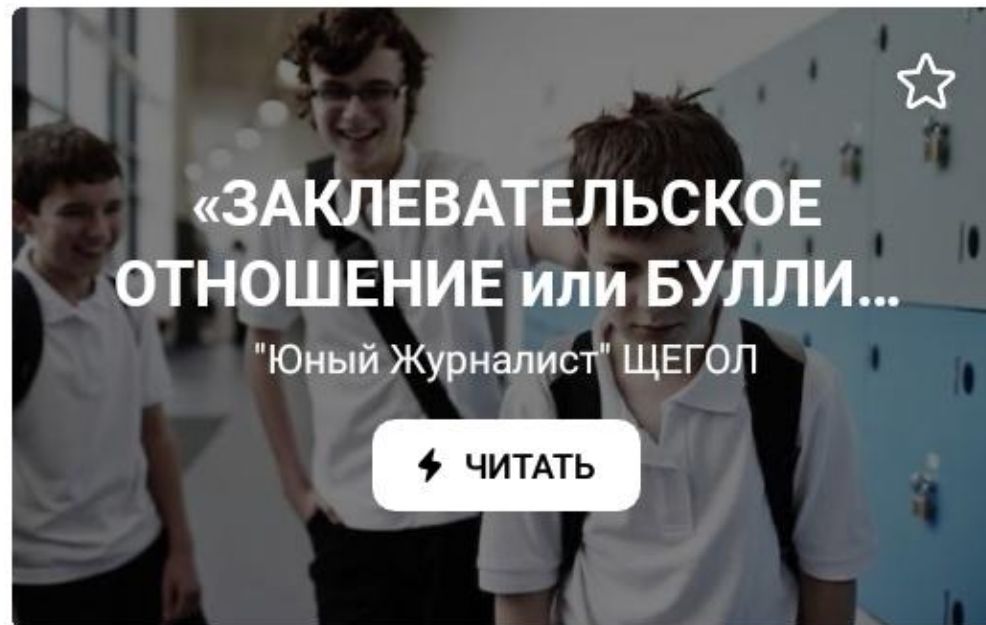 «ЗАКЛЕВАТЕЛЬСКОЕ
ОТНОШЕНИЕ или БУЛЛИ...
"Юный Журналист" ЩЕГОЛ
ЧИТАТЬ